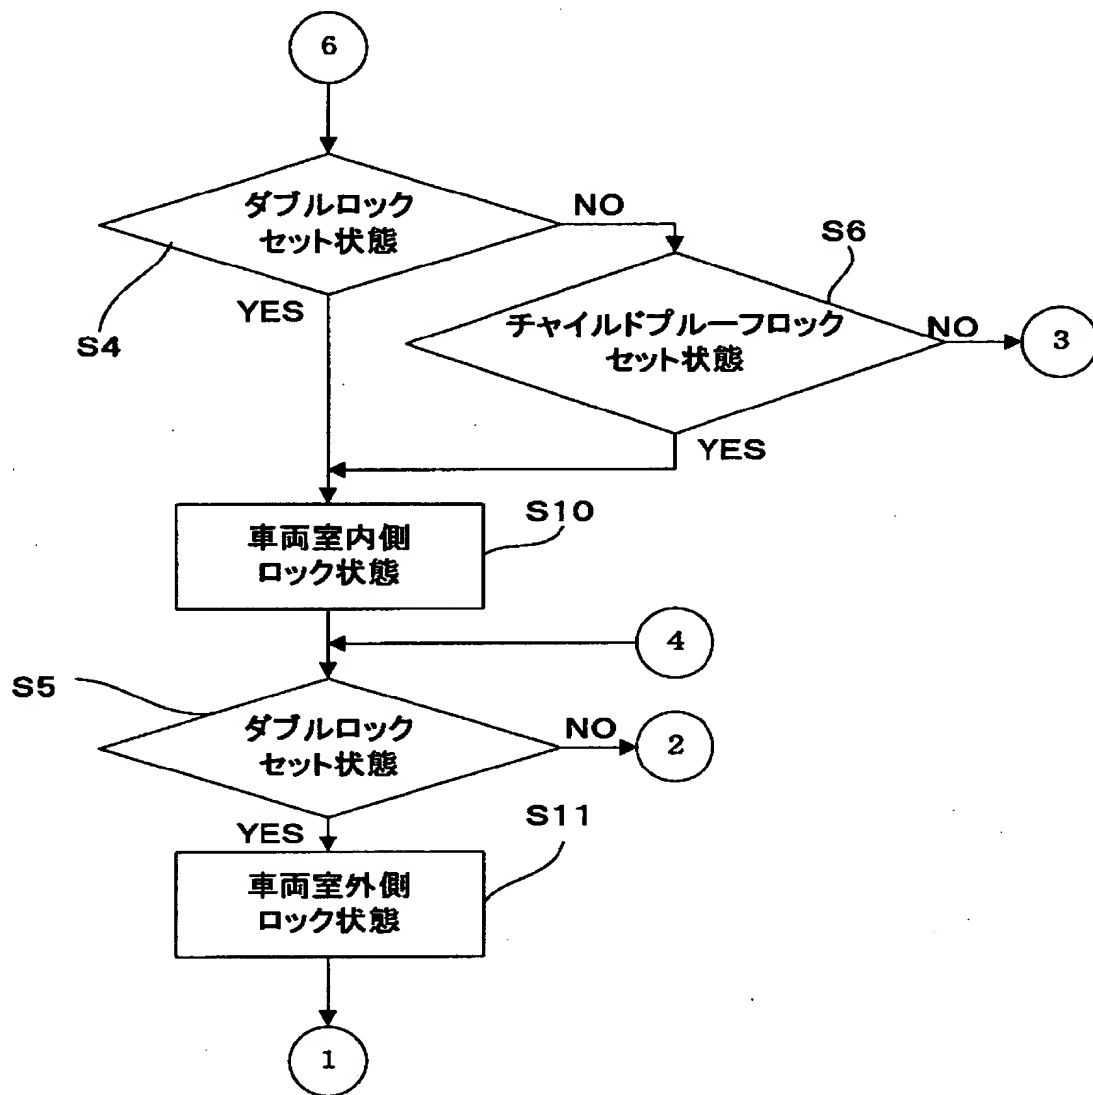 6
ダブルロック
セット状態
NO
S4
YES
S6
チャイルドプルーフロック
セット状態
NO
3
YES
車両室内側
ロック状態
S10
4
S5
ダブルロック
セット状態
NO
2
YES
S11
車両室外側
ロック状態
1